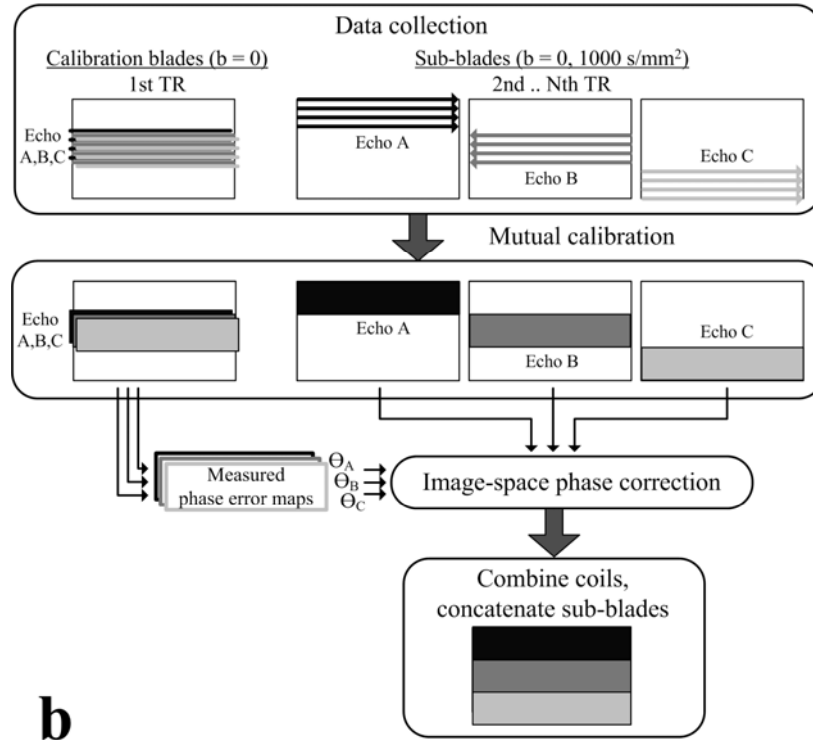 Data collection
Calibration blades (b = 0)
1st TR
Sub-blades (b = 0, 1000 s/mm²)
2nd .. Nth TR
Echo
A,B,C
Echo A
Echo B
Echo C
Mutual calibration
Echo
A,B,C
Echo A
Echo B
Echo C
Measured
phase error maps
ΘA
ΘB
ΘC
Image-space phase correction
Combine coils,
concatenate sub-blades
b